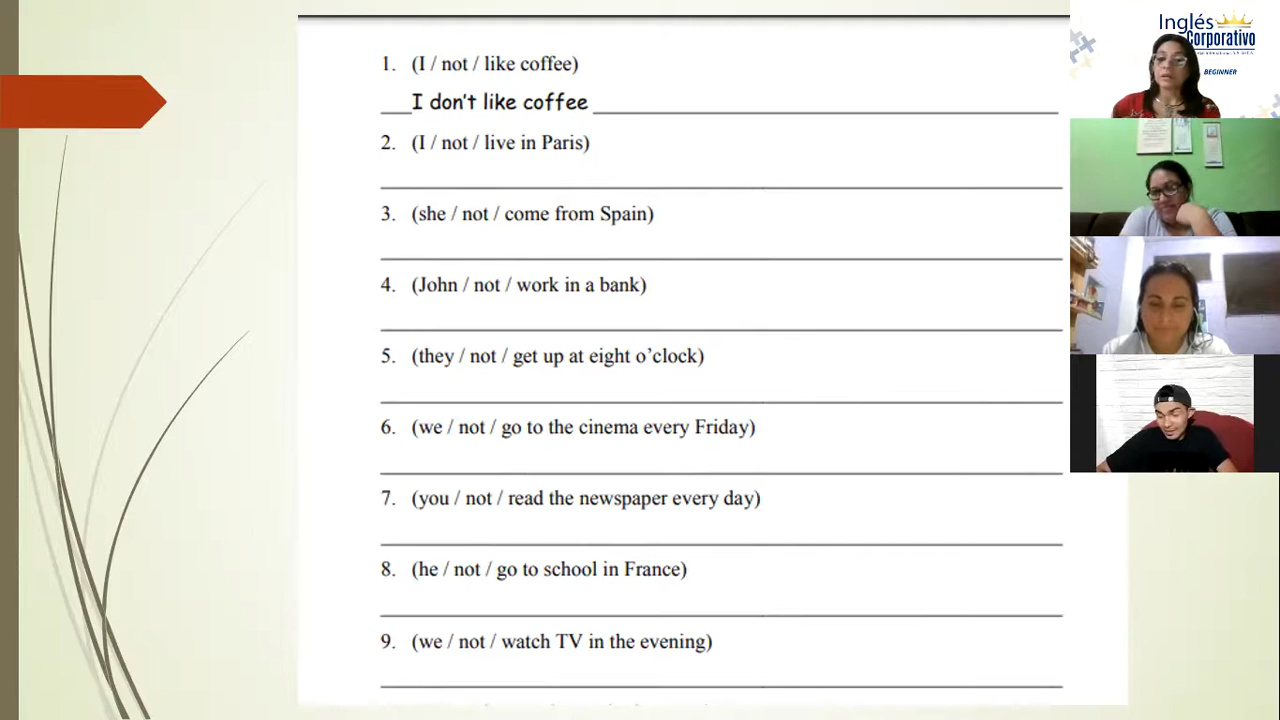 1. (I / not / like coffee)
I don't like coffee
2. (I / not / live in Paris)
3. (she / not / come from Spain)
4. (John / not / work in a bank)
5. (they / not / get up at eight o'clock)
6. (we / not / go to the cinema every Friday)
7. (you / not / read the newspaper every day)
8. (he / not / go to school in France)
9. (we / not / watch TV in the evening)
Inglés
Corporativo
BEGINNER